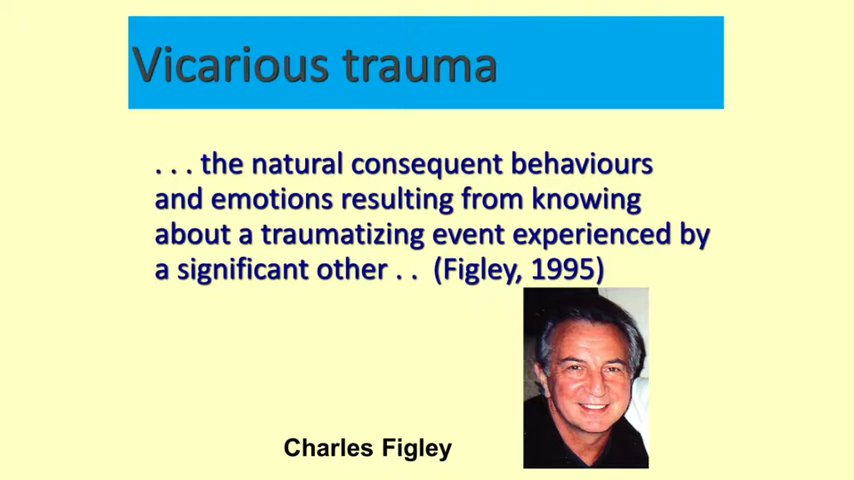 Vicarious trauma
. . . the natural consequent behaviours
and emotions resulting from knowing
about a traumatizing event experienced by
a significant other . . (Figley, 1995)
Charles Figley